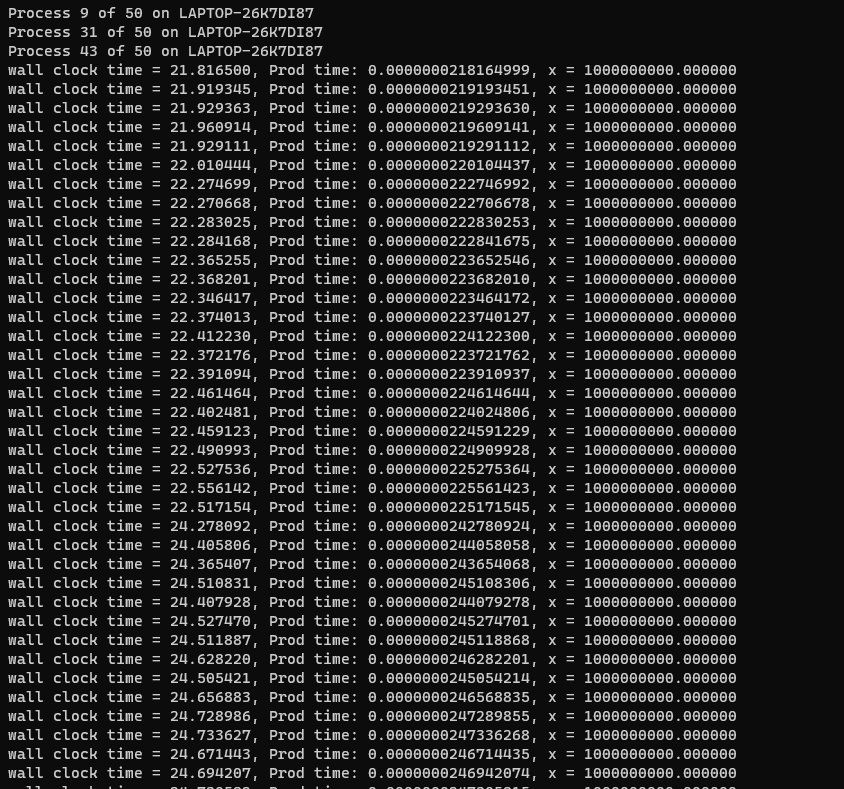 Process 9 of 50 on LAPTOP-26K7DI87
Process 31 of 50 on LAPTOP-26K7DI87
Process 43 of 50 on LAPTOP-26K7DI87
wall clock time = 21.816500, Prod time: 0.0000000218164999, x = 1000000000.000000
wall clock time = 21.919345, Prod time: 0.0000000219193451, x = 1000000000.000000
wall clock time = 21.929363, Prod time: 0.0000000219293630, x = 1000000000.000000
wall clock time = 21.960914, Prod time: 0.0000000219609141, x = 1000000000.000000
wall clock time = 21.929111, Prod time: 0.0000000219291112, x = 1000000000.000000
wall clock time = 22.010444, Prod time: 0.0000000220104437, x = 1000000000.000000
wall clock time = 22.274699, Prod time: 0.0000000222746992, x = 1000000000.000000
wall clock time = 22.270668, Prod time: 0.0000000222706678, x = 1000000000.000000
wall clock time = 22.283025, Prod time: 0.0000000222830253, x = 1000000000.000000
wall clock time = 22.284168, Prod time: 0.0000000222841675, x = 1000000000.000000
wall clock time = 22.365255, Prod time: 0.0000000223652546, x = 1000000000.000000
wall clock time = 22.368201, Prod time: 0.0000000223682010, x = 1000000000.000000
wall clock time = 22.346417, Prod time: 0.0000000223464172, x = 1000000000.000000
wall clock time = 22.374013, Prod time: 0.0000000223740127, x = 1000000000.000000
wall clock time = 22.412230, Prod time: 0.0000000224122300, x = 1000000000.000000
wall clock time = 22.372176, Prod time: 0.0000000223721762, x = 1000000000.000000
wall clock time = 22.391094, Prod time: 0.0000000223910937, x = 1000000000.000000
wall clock time = 22.461464, Prod time: 0.0000000224614644, x = 1000000000.000000
wall clock time = 22.402481, Prod time: 0.0000000224024806, x = 1000000000.000000
wall clock time = 22.459123, Prod time: 0.0000000224591229, x = 1000000000.000000
wall clock time = 22.490993, Prod time: 0.0000000224909928, x = 1000000000.000000
wall clock time = 22.527536, Prod time: 0.0000000225275364, x = 1000000000.000000
wall clock time = 22.556142, Prod time: 0.0000000225561423, x = 1000000000.000000
wall clock time = 22.517154, Prod time: 0.0000000225171545, x = 1000000000.000000
wall clock time = 24.278092, Prod time: 0.0000000242780924, x = 1000000000.000000
wall clock time = 24.405806, Prod time: 0.0000000244058058, x = 1000000000.000000
wall clock time = 24.365407, Prod time: 0.0000000243654068, x = 1000000000.000000
wall clock time = 24.510831, Prod time: 0.0000000245108306, x = 1000000000.000000
wall clock time = 24.407928, Prod time: 0.0000000244079278, x = 1000000000.000000
wall clock time = 24.527470, Prod time: 0.0000000245274701, x = 1000000000.000000
wall clock time = 24.511887, Prod time: 0.0000000245118868, x = 1000000000.000000
wall clock time = 24.628220, Prod time: 0.0000000246282201, x = 1000000000.000000
wall clock time = 24.505421, Prod time: 0.0000000245054214, x = 1000000000.000000
wall clock time = 24.656883, Prod time: 0.0000000246568835, x = 1000000000.000000
wall clock time = 24.728986, Prod time: 0.0000000247289855, x = 1000000000.000000
wall clock time = 24.733627, Prod time: 0.0000000247336268, x = 1000000000.000000
wall clock time = 24.671443, Prod time: 0.0000000246714435, x = 1000000000.000000
wall clock time = 24.694207, Prod time: 0.0000000246942074, x = 1000000000.000000